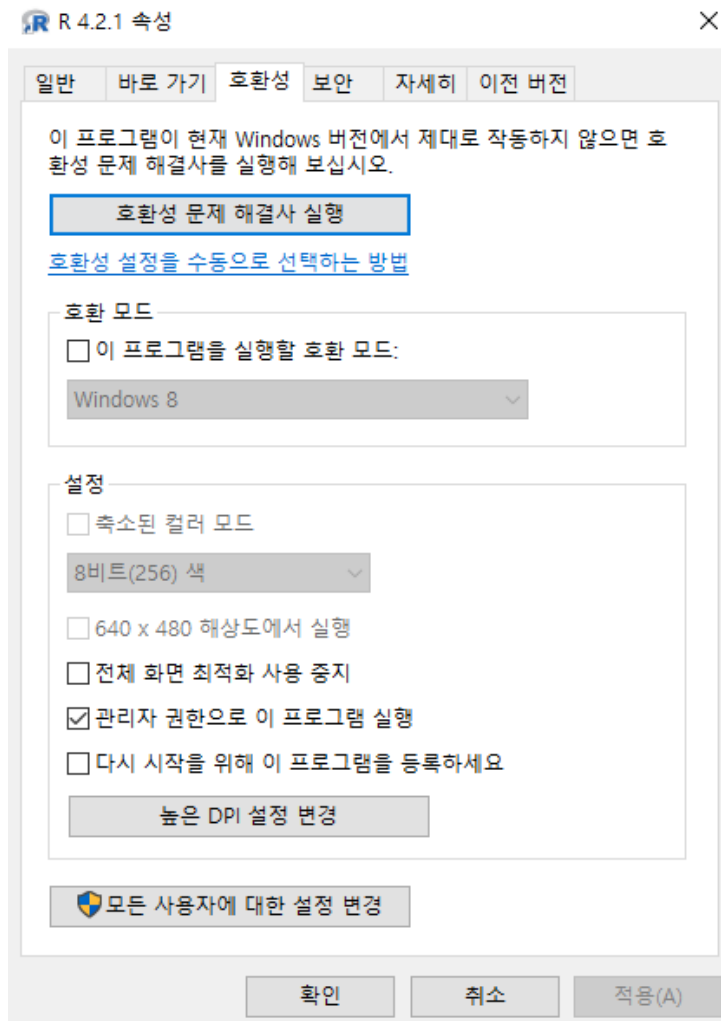 R 4.2.1 속성
일반 바로 가기 호환성 보안 자세히 이전 버전
이 프로그램이 현재 Windows 버전에서 제대로 작동하지 않으면 호
환성 문제 해결사를 실행해 보십시오.
호환성 문제 해결사 실행
호환성 설정을 수동으로 선택하는 방법
호환 모드
이 프로그램을 실행할 호환 모드:
Windows 8
설정
축소된 컬러 모드
8비트(256) 색
640 x 480 해상도에서 실행
전체 화면 최적화 사용 중지
관리자 권한으로 이 프로그램 실행
다시 시작을 위해 이 프로그램을 등록하세요
높은 DPI 설정 변경
모든 사용자에 대한 설정 변경
확인 취소 적용(A)